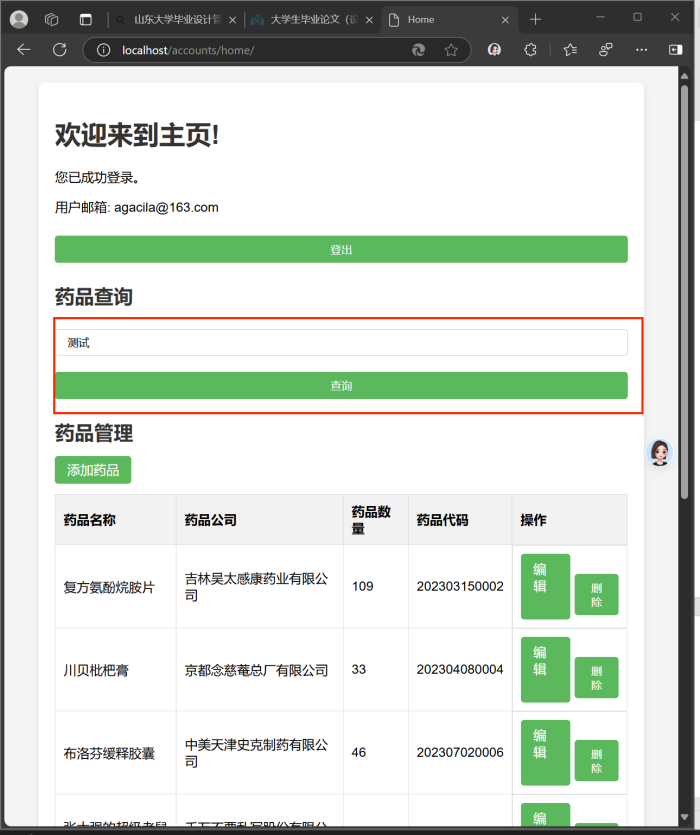 山东大学毕业设计管
大学生毕业论文（设
Home
localhost/accounts/home/
欢迎来到主页!
您已成功登录。
用户邮箱: agacila@163.com
登出
药品查询
测试
查询
药品管理
添加药品
药品名称 药品公司 药品数量 药品代码 操作
复方氨酚烷胺片 吉林吴太感康药业有限公司 109 202303150002 编辑 删除
川贝枇杷膏 京都念慈菴总厂有限公司 33 202304080004 编辑 删除
布洛芬缓释胶囊 中美天津史克制药有限公司 46 202307020006 编辑 删除
编